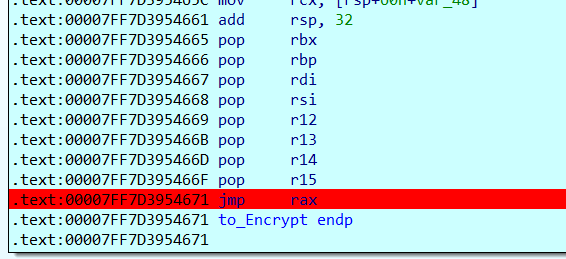 .text:00007FF7D395465C mov     rcx, [rsp+60h+var_48]
.text:00007FF7D3954661 add     rsp, 32
.text:00007FF7D3954665 pop     rbx
.text:00007FF7D3954666 pop     rbp
.text:00007FF7D3954667 pop     rdi
.text:00007FF7D3954668 pop     rsi
.text:00007FF7D3954669 pop     r12
.text:00007FF7D395466B pop     r13
.text:00007FF7D395466D pop     r14
.text:00007FF7D395466F pop     r15
.text:00007FF7D3954671 jmp     rax
.text:00007FF7D3954671 to_Encrypt endp
.text:00007FF7D3954671